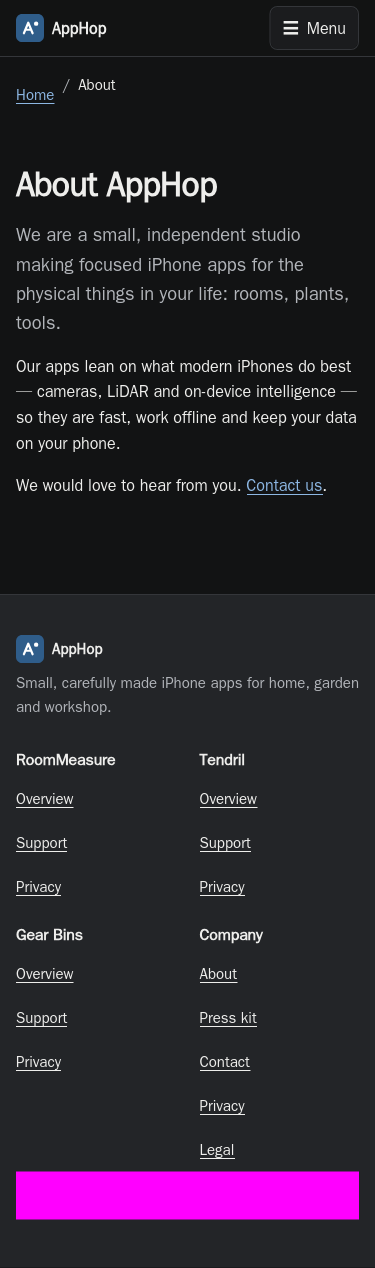 AppHop
☰ Menu
Home / About
About AppHop
We are a small, independent studio
making focused iPhone apps for the
physical things in your life: rooms, plants,
tools.
Our apps lean on what modern iPhones do best
— cameras, LiDAR and on-device intelligence —
so they are fast, work offline and keep your data
on your phone.
We would love to hear from you. Contact us.
AppHop
Small, carefully made iPhone apps for home, garden
and workshop.
RoomMeasure
Overview
Support
Privacy
Tendril
Overview
Support
Privacy
Gear Bins
Overview
Support
Privacy
Company
About
Press kit
Contact
Privacy
Legal